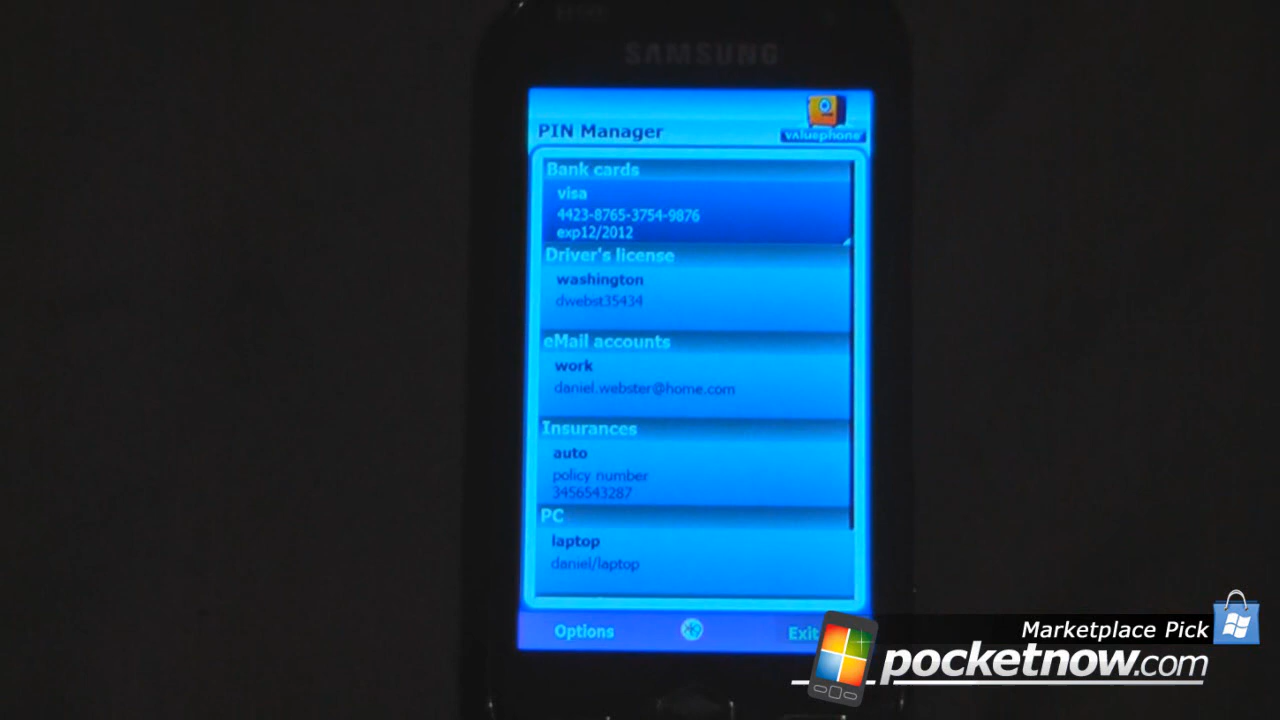 SAMSUNG
PIN Manager
valuephone
Bank cards
visa
4423-8765-3754-9876
exp12/2012
Driver's license
washington
dwebst35434
eMail accounts
work
daniel.webster@home.com
Insurances
auto
policy number
3456543287
PC
laptop
daniel/laptop
Options
Exit
Marketplace Pick
pocketnow.com